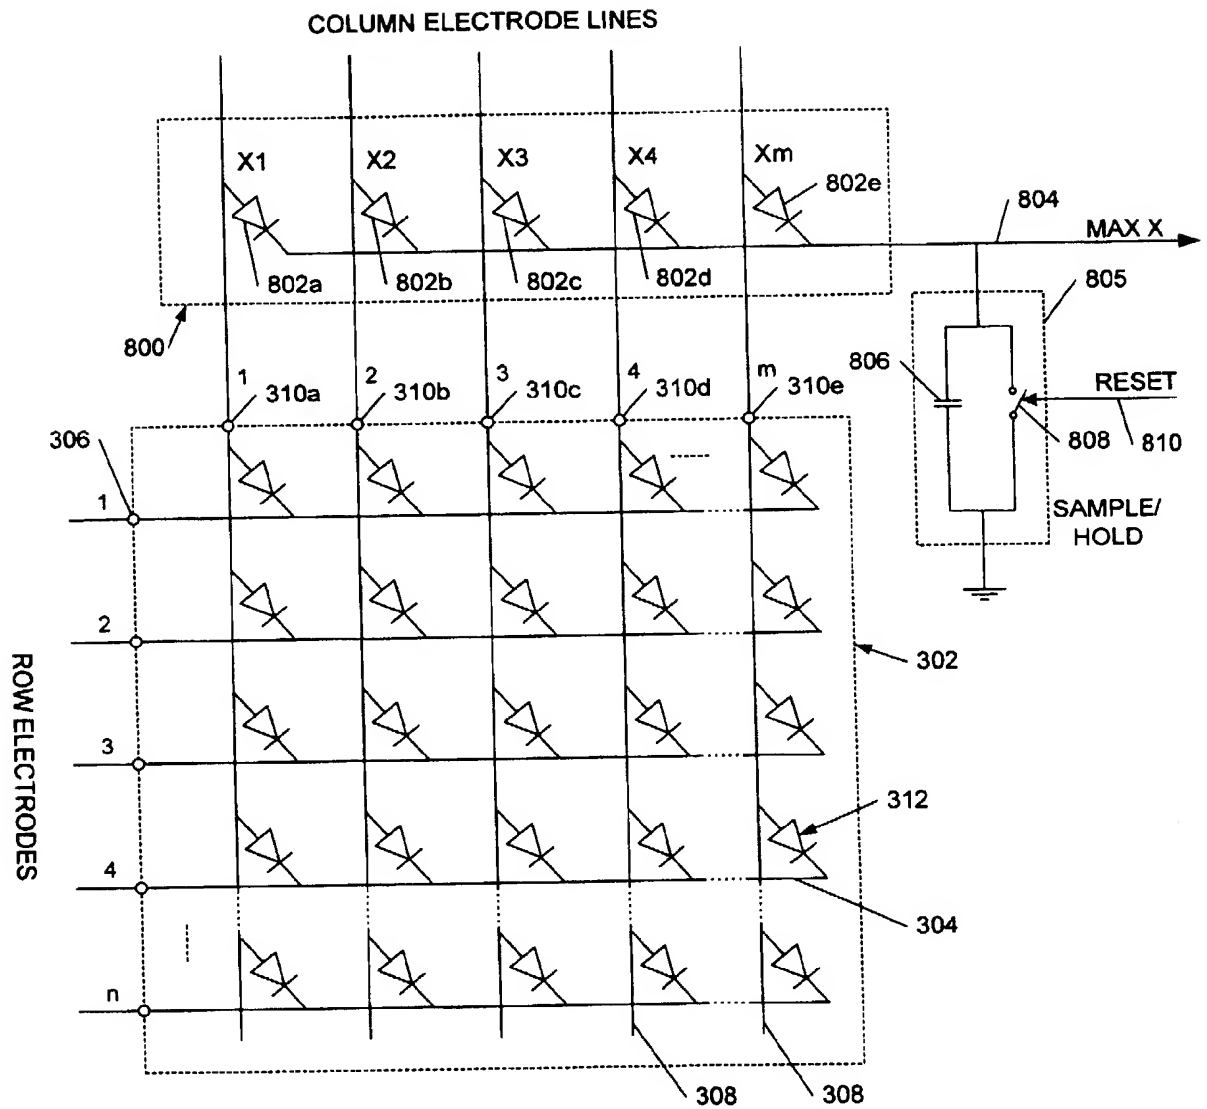 COLUMN ELECTRODE LINES
X1 X2 X3 X4 Xm
802e
804
MAX X
802a 802b 802c 802d
805
800
806
RESET
1 310a 2 310b 3 310c 4 310d m 310e
808 810
306
1
SAMPLE/
HOLD
2
302
ROW ELECTRODES
3
312
4
304
n
308 308